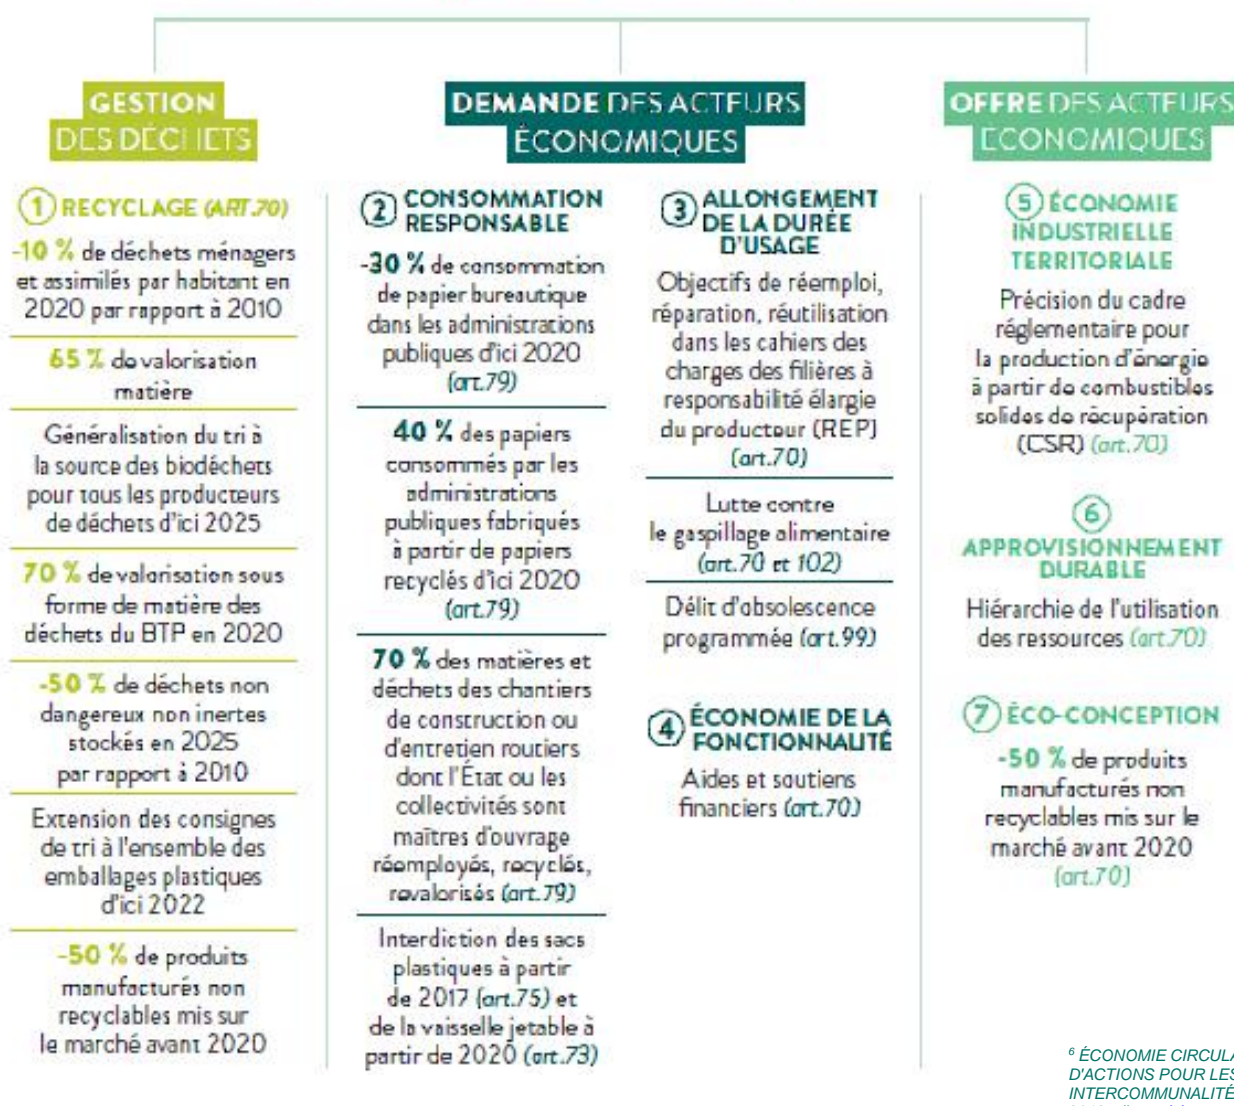 GESTION
DES DÉCHETS
① RECYCLAGE (ART.70)
-10 % de déchets ménagers
et assimilés par habitant en
2020 par rapport à 2010
65 % de valorisation
matière
Généralisation du tri à
la source des biodéchets
pour tous les producteurs
de déchets d'ici 2025
70 % de valorisation sous
forme de matière des
déchets du BTP en 2020
-50 % de déchets non
dangereux non inertes
stockés en 2025
par rapport à 2010
Extension des consignes
de tri à l'ensemble des
emballages plastiques
d'ici 2022
-50 % de produits
manufacturés non
recyclables mis sur
le marché avant 2020
DEMANDE DES ACTEURS
ÉCONOMIQUES
② CONSOMMATION
RESPONSABLE
-30 % de consommation
de papier bureautique
dans les administrations
publiques d'ici 2020
(art.79)
40 % des papiers
consommés par les
administrations
publiques fabriqués
à partir de papiers
recyclés d'ici 2020
(art.79)
70 % des matières et
déchets des chantiers
de construction ou
d'entretien routiers
dont l'État ou les
collectivités sont
maîtres d'ouvrage
réemployés, recyclés,
revalorisés (art.79)
Interdiction des sacs
plastiques à partir
de 2017 (art.75) et
de la vaisselle jetable à
partir de 2020 (art.73)
③ ALLONGEMENT
DE LA DURÉE
D'USAGE
Objectifs de réemploi,
réparation, réutilisation
dans les cahiers des
charges des filières à
responsabilité élargie
du producteur (REP)
(art.70)
Lutte contre
le gaspillage alimentaire
(art.70 et 102)
Délit d'obsolescence
programmée (art.99)
④ ÉCONOMIE DE LA
FONCTIONNALITÉ
Aides et soutiens
financiers (art.70)
OFFRE DES ACTEURS
ÉCONOMIQUES
⑤ ÉCONOMIE
INDUSTRIELLE
TERRITORIALE
Précision du cadre
réglementaire pour
la production d'énergie
à partir de combustibles
solides de récupération
(CSR) (art.70)
⑥
APPROVISIONNEMENT
DURABLE
Hiérarchie de l'utilisation
des ressources (art.70)
⑦ ÉCO-CONCEPTION
-50 % de produits
manufacturés non
recyclables mis sur le
marché avant 2020
(art.70)
⁶ ÉCONOMIE CIRCULA
D'ACTIONS POUR LES
INTERCOMMUNALITÉ